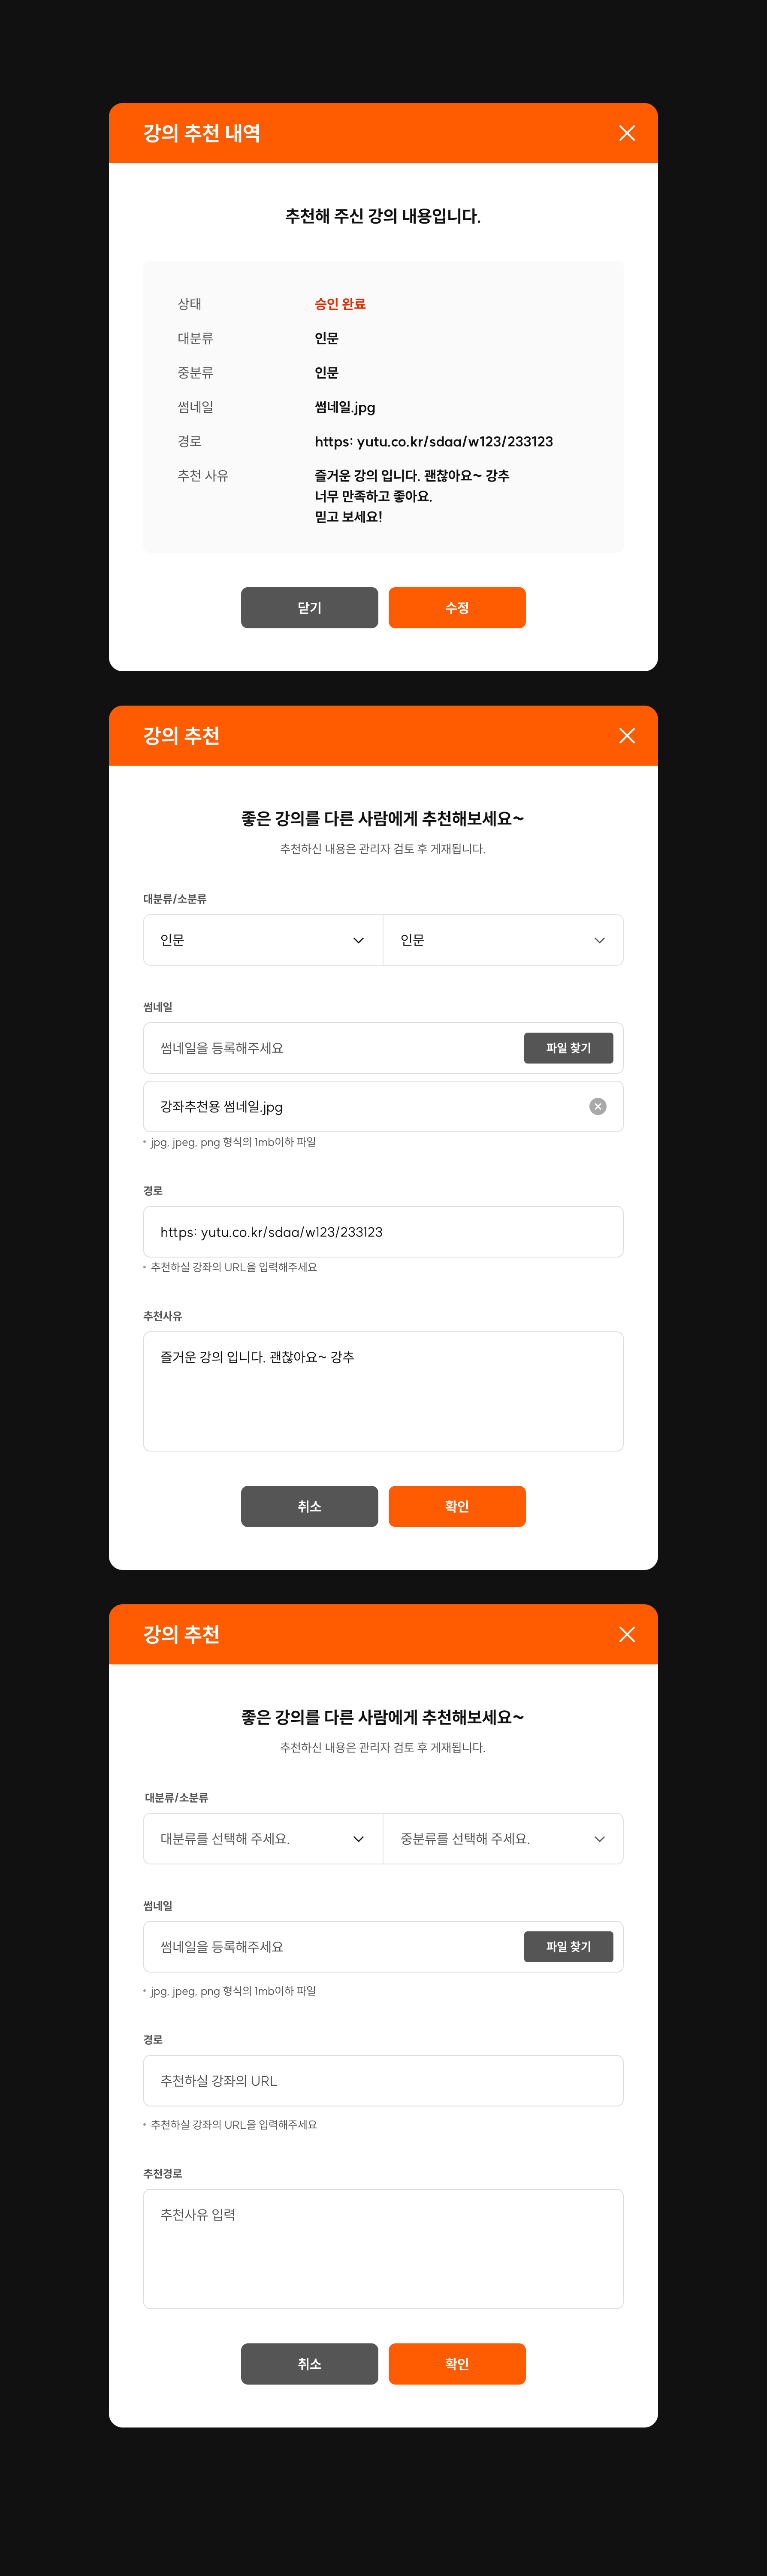 강의 추천 내역
추천해 주신 강의 내용입니다.
상태 승인 완료
대분류 인문
중분류 인문
썸네일 썸네일.jpg
경로 https: yutu.co.kr/sdaa/w123/233123
추천 사유 즐거운 강의 입니다. 괜찮아요~ 강추
너무 만족하고 좋아요.
믿고 보세요!
닫기 수정
강의 추천
좋은 강의를 다른 사람에게 추천해보세요~
추천하신 내용은 관리자 검토 후 게재됩니다.
대분류/소분류
인문 인문
썸네일
썸네일을 등록해주세요 파일 찾기
강좌추천용 썸네일.jpg
* jpg, jpeg, png 형식의 1mb이하 파일
경로
https: yutu.co.kr/sdaa/w123/233123
* 추천하실 강좌의 URL을 입력해주세요
추천사유
즐거운 강의 입니다. 괜찮아요~ 강추
취소 확인
강의 추천
좋은 강의를 다른 사람에게 추천해보세요~
추천하신 내용은 관리자 검토 후 게재됩니다.
대분류/소분류
대분류를 선택해 주세요. 중분류를 선택해 주세요.
썸네일
썸네일을 등록해주세요 파일 찾기
* jpg, jpeg, png 형식의 1mb이하 파일
경로
추천하실 강좌의 URL
* 추천하실 강좌의 URL을 입력해주세요
추천경로
추천사유 입력
취소 확인